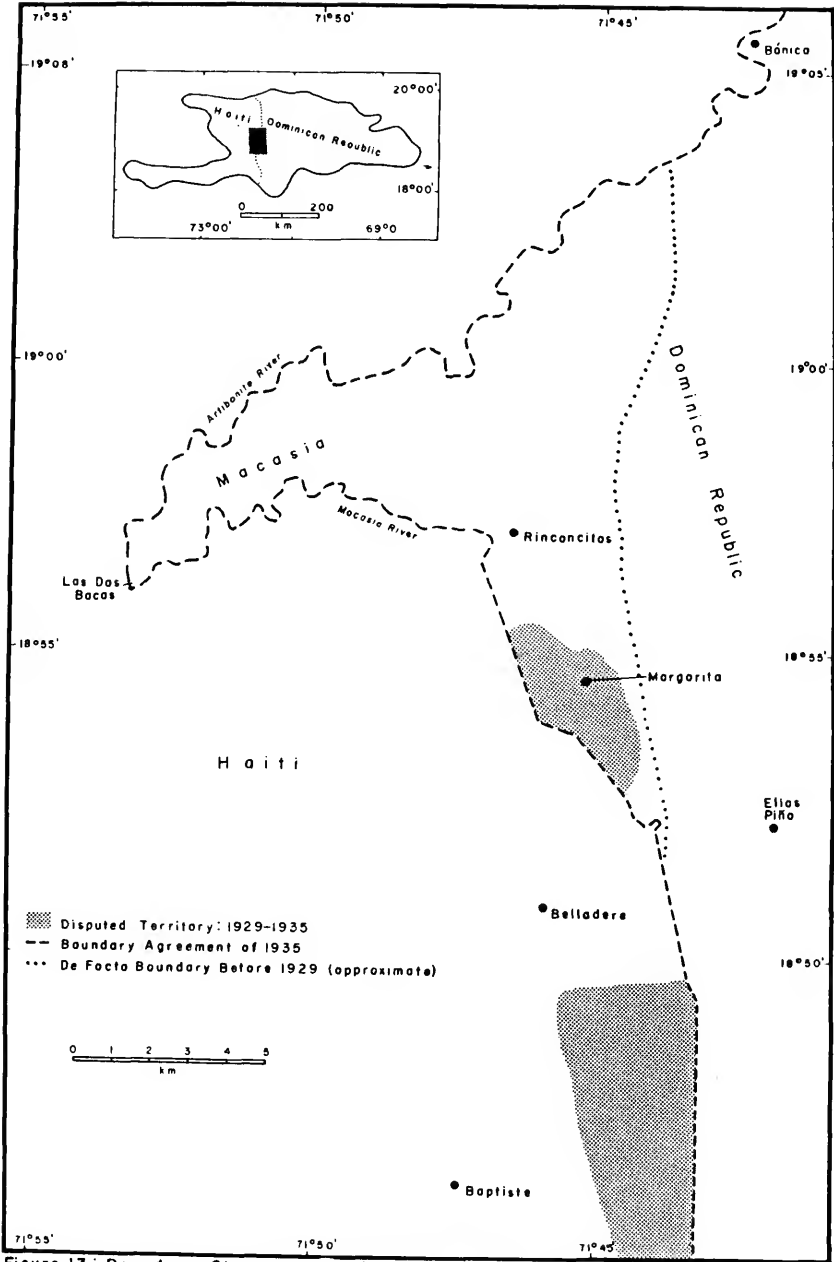 71°55'
71°50'
71°45'
19°08'
Bánica
19°05'
20°00'
Haiti
Dominican Republic
18°00'
0 200
km
73°00'
69°0
19°00'
19°00'
Artibonite River
Dominican Republic
Macasia
Macasia River
Rinconcitos
Las Dos
Bocas
18°55'
18°55'
Margarita
Haiti
Elias
Piña
Belladere
Disputed Territory: 1929-1935
Boundary Agreement of 1935
De Facto Boundary Before 1929 (approximate)
18°50'
0 1 2 3 4 5
km
Baptiste
71°55'
71°50'
71°45'
Figure 17: